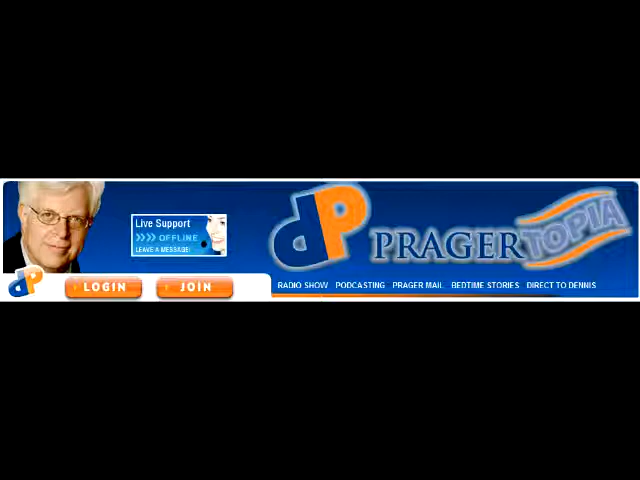 Live Support
OFFLINE
LEAVE A MESSAGE!
dP
PRAGERTOPIA
dP
LOGIN
JOIN
RADIO SHOW PODCASTING PRAGER MAIL BEDTIME STORIES DIRECT TO DENNIS